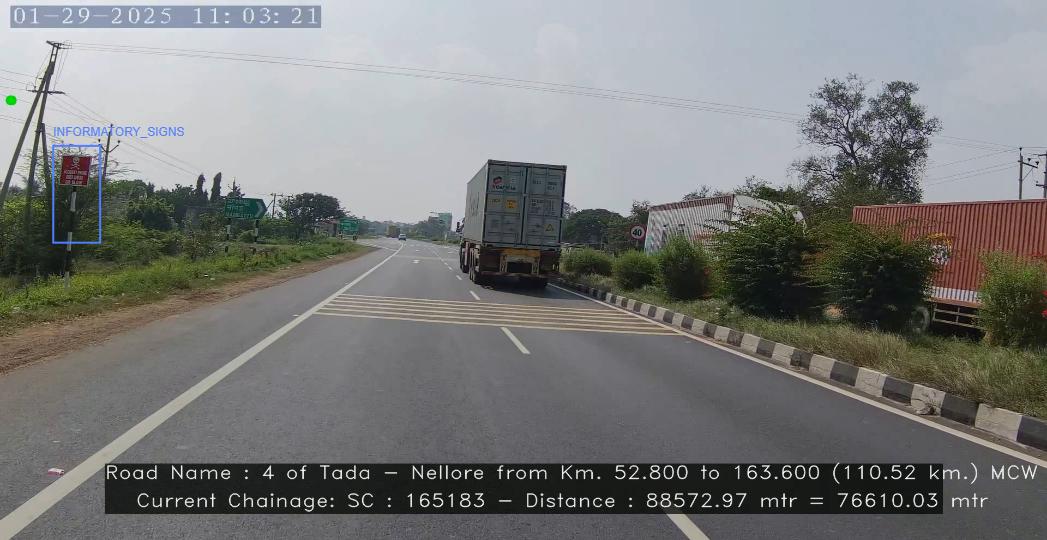 01-29-2025 11:03:21
INFORMATORY_SIGNS
40
Road Name : 4 of Tada - Nellore from Km. 52.800 to 163.600 (110.52 km.) MCW
Current Chainage: SC : 165183 - Distance : 88572.97 mtr = 76610.03 mtr